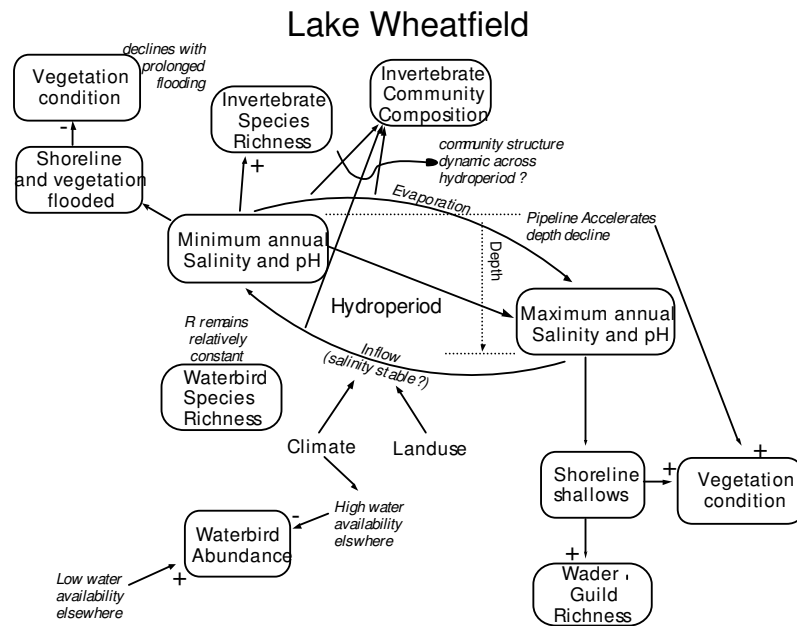 Lake Wheatfield
declines with
prolonged
flooding
Vegetation
condition
-
Shoreline
and vegetation
flooded
Invertebrate
Species
Richness
+
Invertebrate
Community
Composition
community structure
dynamic across
hydroperiod ?
Evaporation
Pipeline Accelerates
depth decline
Minimum annual
Salinity and pH
Depth
Hydroperiod
Maximum annual
Salinity and pH
R remains
relatively
constant
Inflow
(salinity stable?)
Waterbird
Species
Richness
Climate
Landuse
+
Shoreline
shallows
+
Vegetation
condition
High water
availability
elswhere
-
Waterbird
Abundance
+
Low water
availability
elsewhere
+
Wader
Guild
Richness